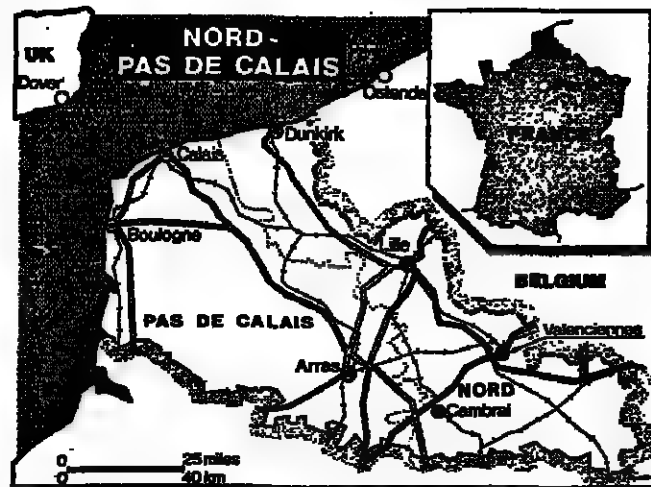 NORD -
PAS DE CALAIS
UK
Dover
Ostende
Dunkirk
FRANCE
Calais
Boulogne
Lille
BELGIUM
PAS DE CALAIS
Valenciennes
Arras
NORD
Cambrai
0 25 miles
0 40 km